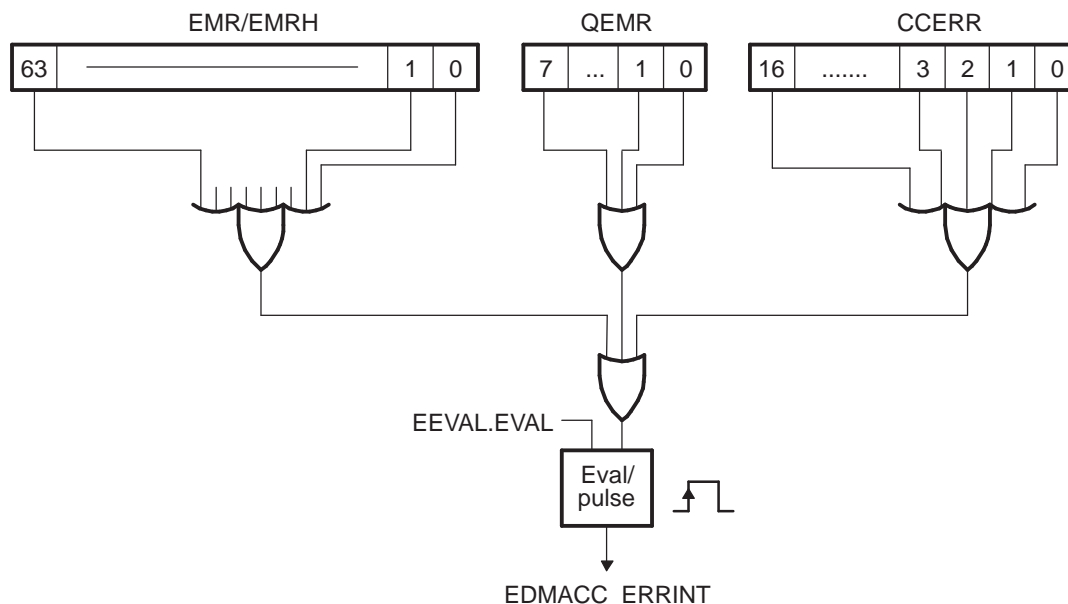 EMR/EMRH QEMR CCERR
63 1 0 7 ... 1 0 16 ....... 3 2 1 0
EEVAL.EVAL
Eval/
pulse
EDMACC ERRINT